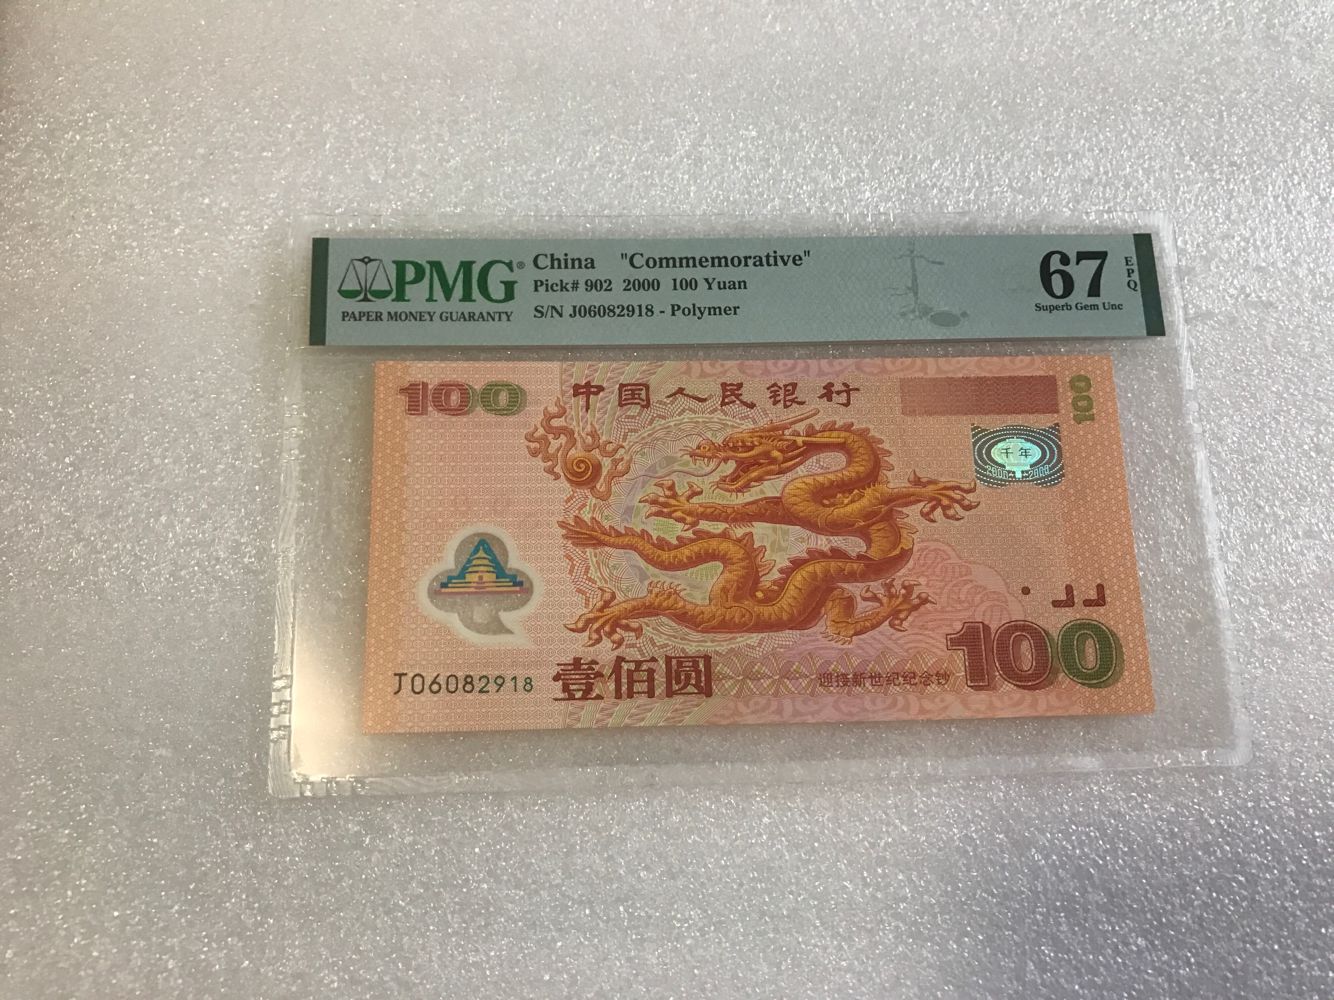 PMG®
PAPER MONEY GUARANTY
China "Commemorative"
Pick# 902 2000 100 Yuan
S/N J06082918 - Polymer
67
EPQ
Superb Gem Unc
100
中国人民银行
100
千年
2000 2000
J06082918
壹佰圆
迎接新世纪纪念钞
100